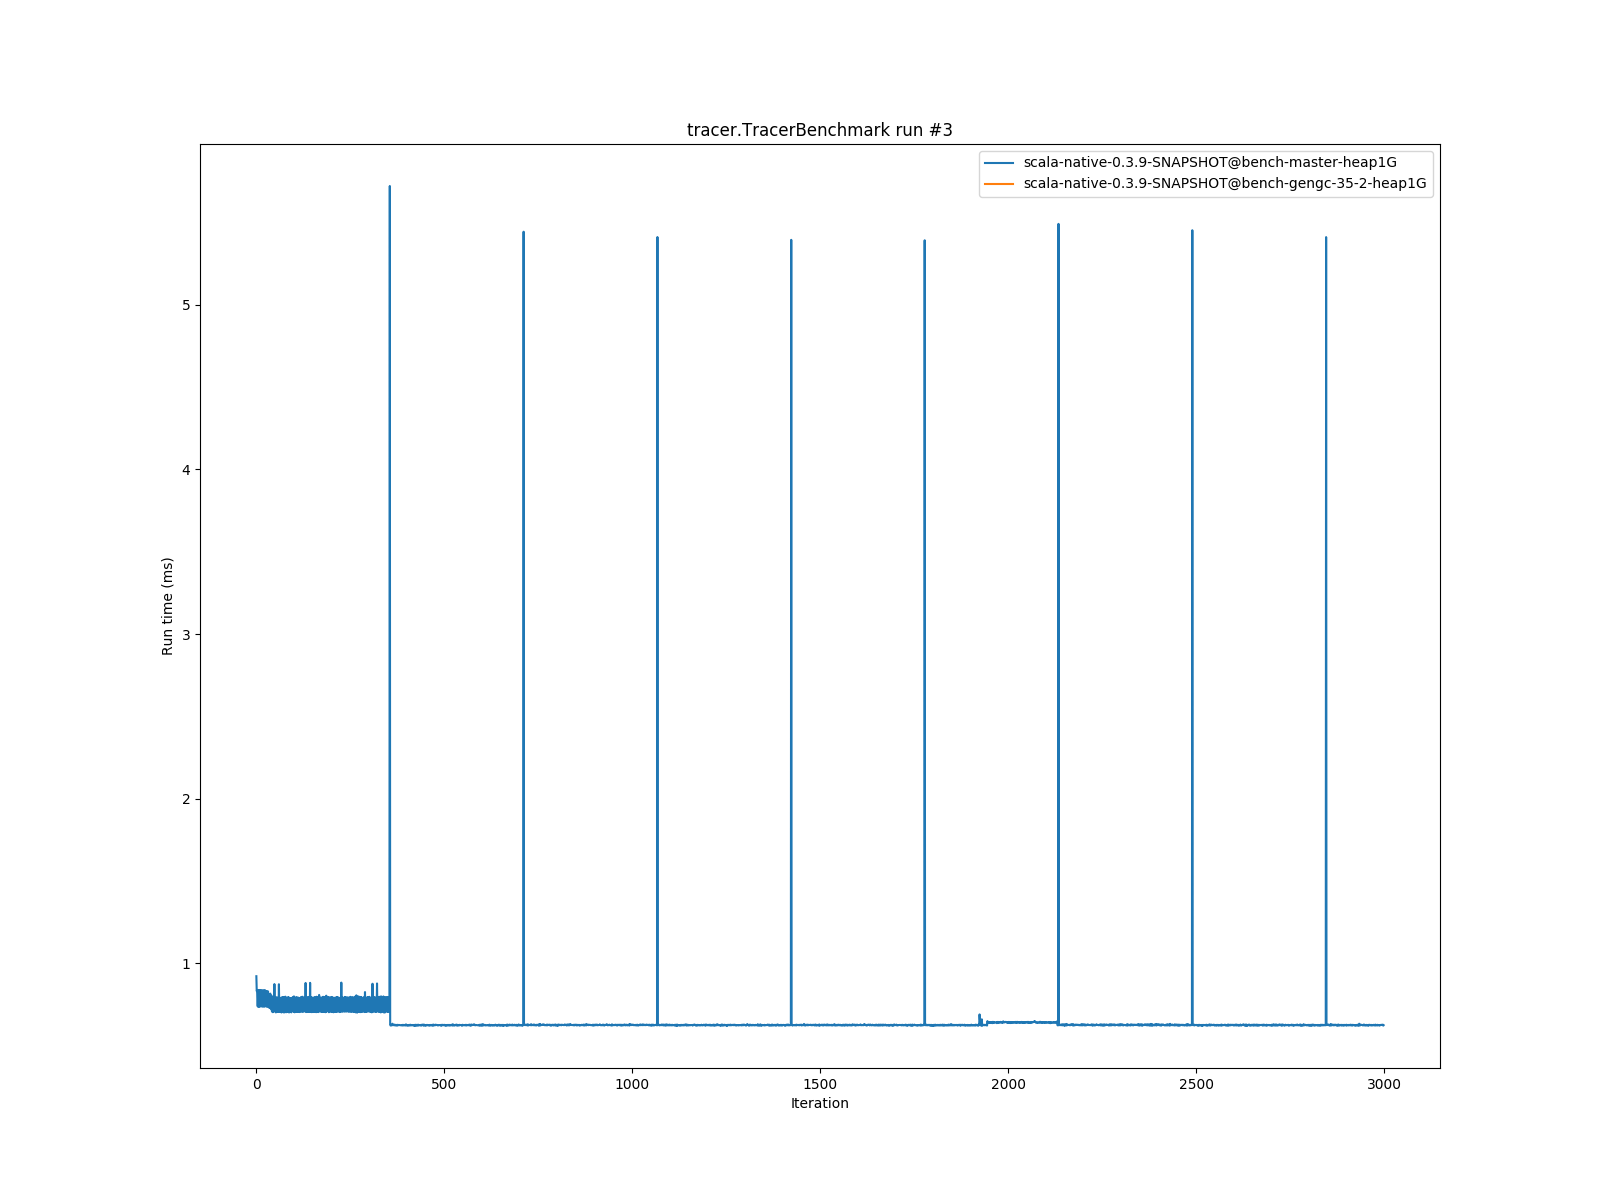 tracer.TracerBenchmark run #3
scala-native-0.3.9-SNAPSHOT@bench-master-heap1G
scala-native-0.3.9-SNAPSHOT@bench-gengc-35-2-heap1G
Run time (ms)
5
4
3
2
1
0 500 1000 1500 2000 2500 3000
Iteration